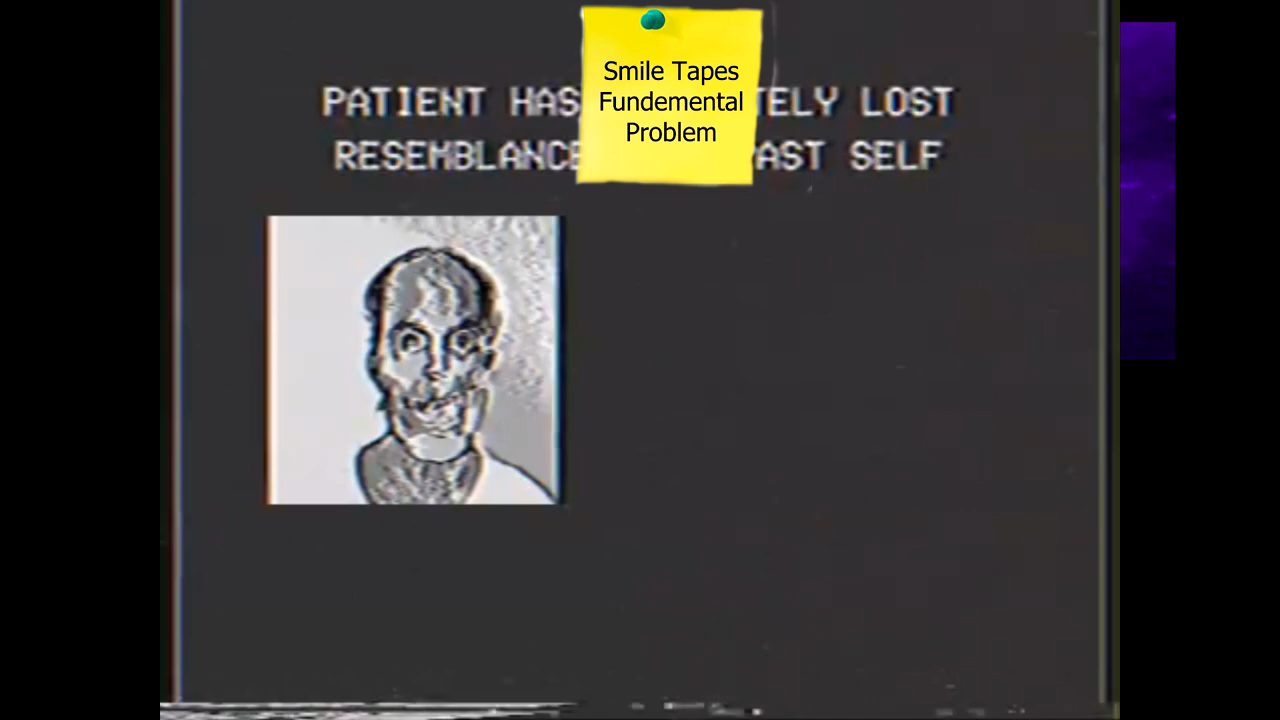 Smile Tapes
Fundemental
Problem
PATIENT HAS TELY LOST
RESEMBLANCE AST SELF